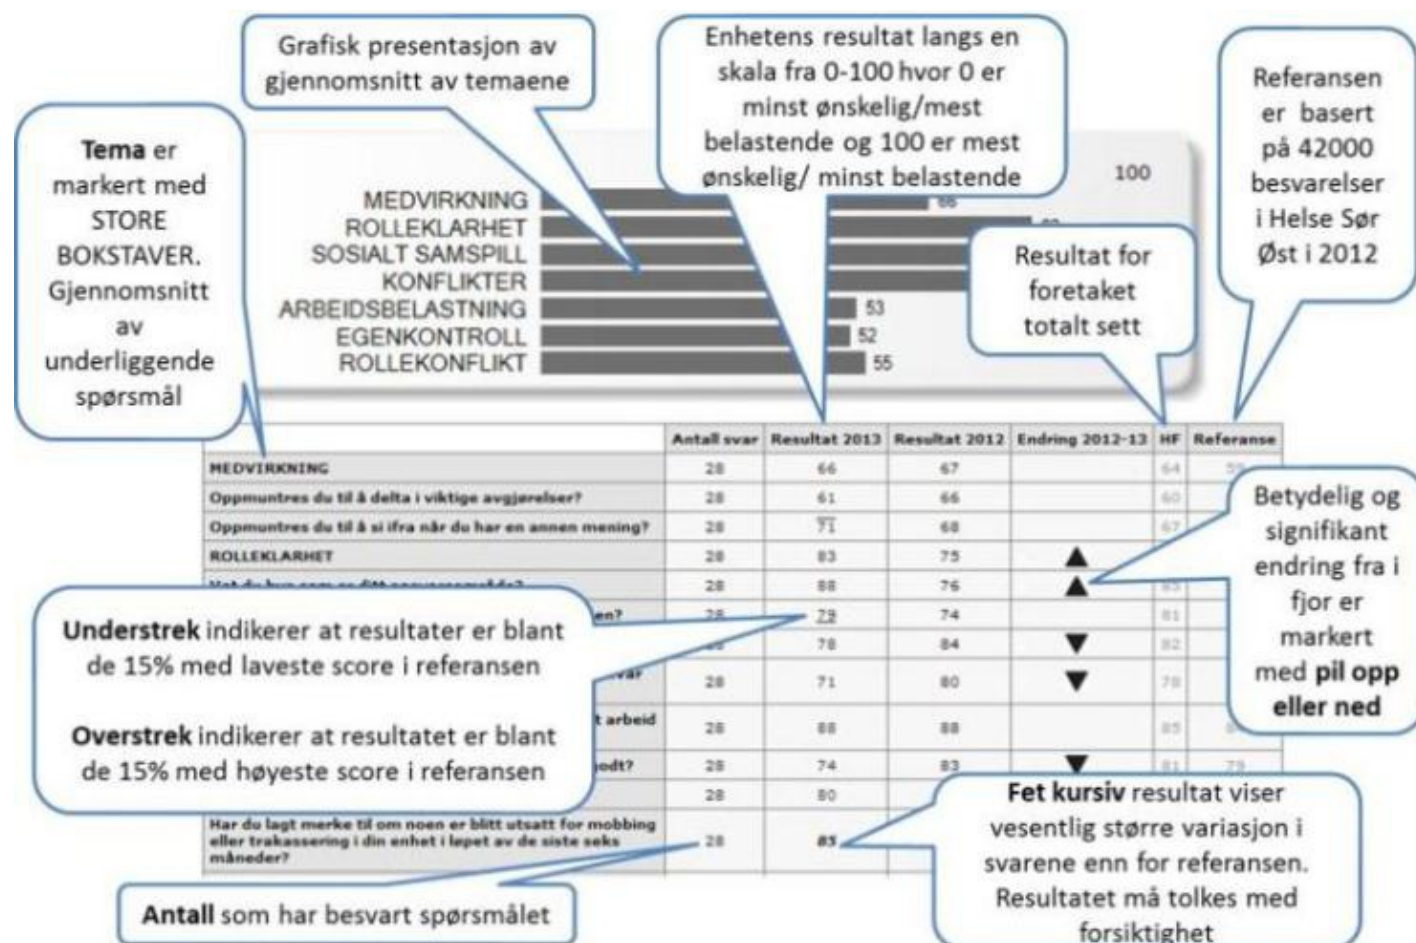 Grafisk presentasjon av
gjennomsnitt av temaene
Enhetens resultat langs en
skala fra 0-100 hvor 0 er
minst ønskelig/mest
belastende og 100 er mest
ønskelig/ minst belastende
Referansen
er basert
på 42000
besvarelser
i Helse Sør
Øst i 2012
Tema er
markert med
STORE
BOKSTAVER.
Gjennomsnitt
av
underliggende
spørsmål
Resultat for
foretaket
totalt sett
100
MEDVIRKNING
ROLLEKLARHET
SOSIALT SAMSPILL
KONFLIKTER
ARBEIDSBELASTNING 53
EGENKONTROLL 52
ROLLEKONFLIKT 55
Antall svar Resultat 2013 Resultat 2012 Endring 2012-13 HF Referanse
MEDVIRKNING 28 66 67 64
Oppmuntres du til å delta i viktige avgjørelser? 28 61 66 60
Oppmuntres du til å si ifra når du har en annen mening? 28 71 68 67
ROLLEKLARHET 28 83 75 ▲
28 88 76 ▲
en? 28 79 74 81
78 84 ▼ 82
28 71 80 ▼ 78
t arbeid 28 88 88 85
odt? 28 74 83 ▼ 81 79
28 80
Har du lagt merke til om noen er blitt utsatt for mobbing
eller trakassering i din enhet i løpet av de siste seks 28 85
måneder?
Betydelig og
signifikant
endring fra i
fjor er
markert
med pil opp
eller ned
Understrek indikerer at resultater er blant
de 15% med laveste score i referansen
Overstrek indikerer at resultatet er blant
de 15% med høyeste score i referansen
Fet kursiv resultat viser
vesentlig større variasjon i
svarene enn for referansen.
Resultatet må tolkes med
forsiktighet
Antall som har besvart spørsmålet